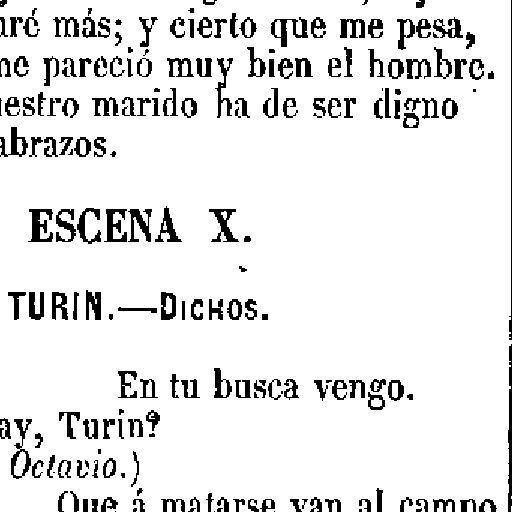 uré más; y cierto que me pesa,
me pareció muy bien el hombre.
uestro marido ha de ser digno
abrazos.
ESCENA X.
TURIN.—DICHOS.
En tu busca vengo.
ay, Turin?
Octavio.)
Que á matarse van al campo